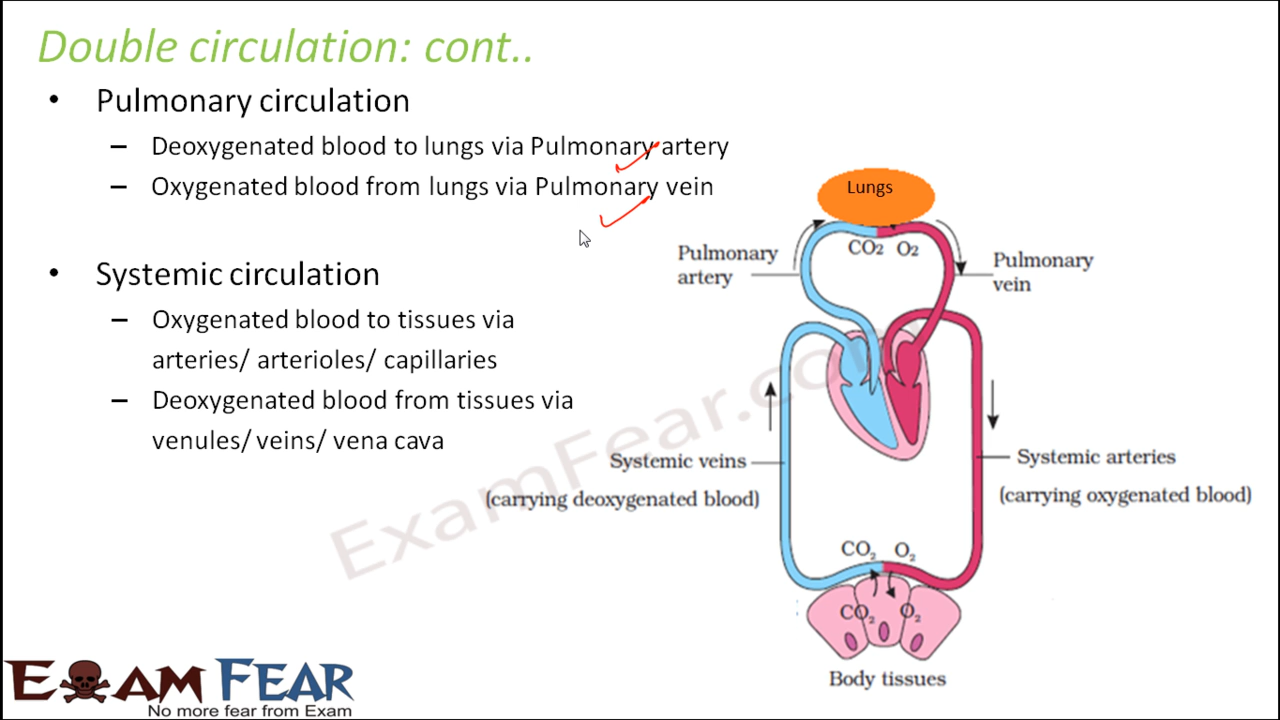 Double circulation: cont..
• Pulmonary circulation
– Deoxygenated blood to lungs via Pulmonary artery
– Oxygenated blood from lungs via Pulmonary vein
• Systemic circulation
– Oxygenated blood to tissues via
arteries/ arterioles/ capillaries
– Deoxygenated blood from tissues via
venules/ veins/ vena cava
Lungs
CO2 O2
Pulmonary
artery
Pulmonary
vein
Systemic veins
(carrying deoxygenated blood)
Systemic arteries
(carrying oxygenated blood)
CO₂ O₂
CO₂ O₂
Body tissues
ExamFear.com
EXAM FEAR
No more fear from Exam